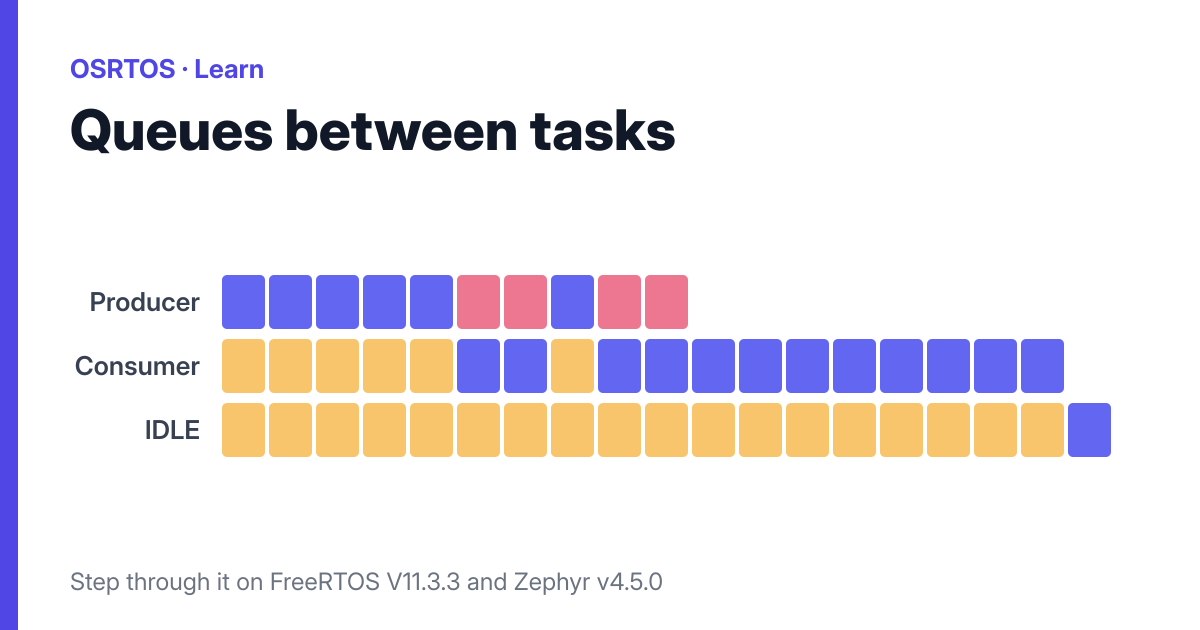 OSRTOS · Learn
Queues between tasks
Producer
Consumer
IDLE
Step through it on FreeRTOS V11.3.3 and Zephyr v4.5.0